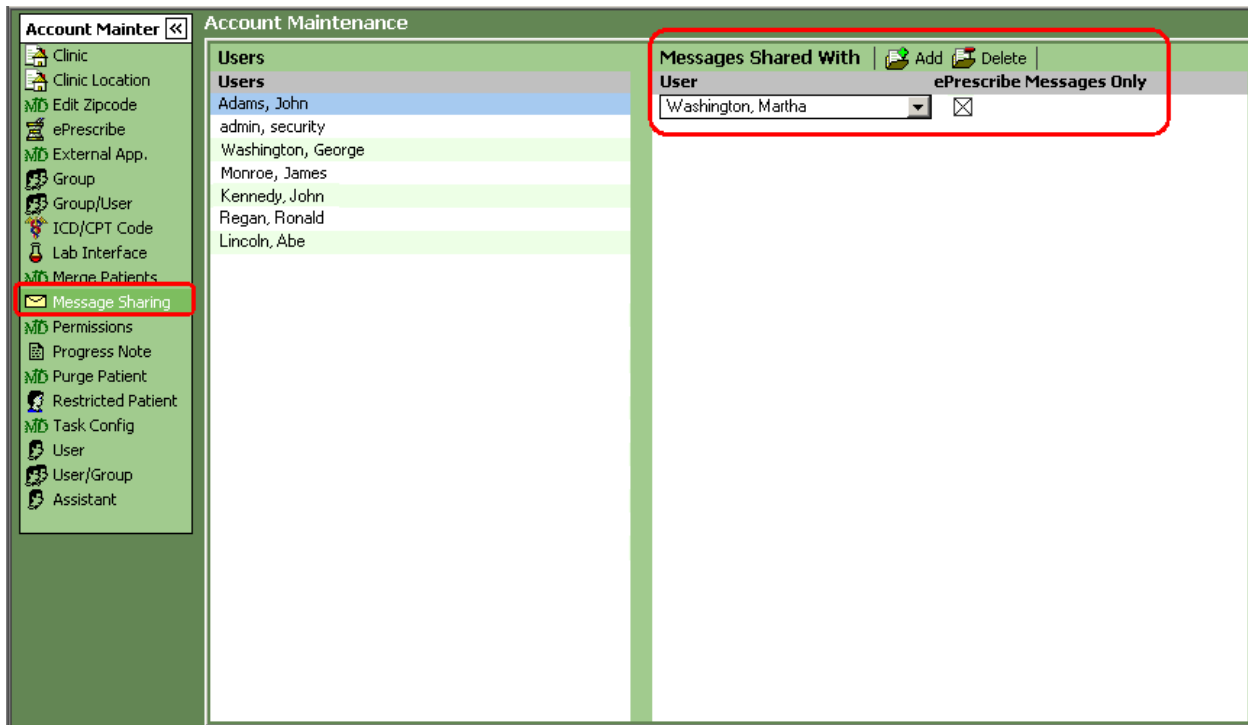 Account Mainter
Clinic
Clinic Location
Edit Zipcode
ePrescribe
External App.
Group
Group/User
ICD/CPT Code
Lab Interface
Merge Patients
Message Sharing
Permissions
Progress Note
Purge Patient
Restricted Patient
Task Config
User
User/Group
Assistant
Account Maintenance
Users
Users
Adams, John
admin, security
Washington, George
Monroe, James
Kennedy, John
Regan, Ronald
Lincoln, Abe
Messages Shared With | Add Delete |
User ePrescribe Messages Only
Washington, Martha